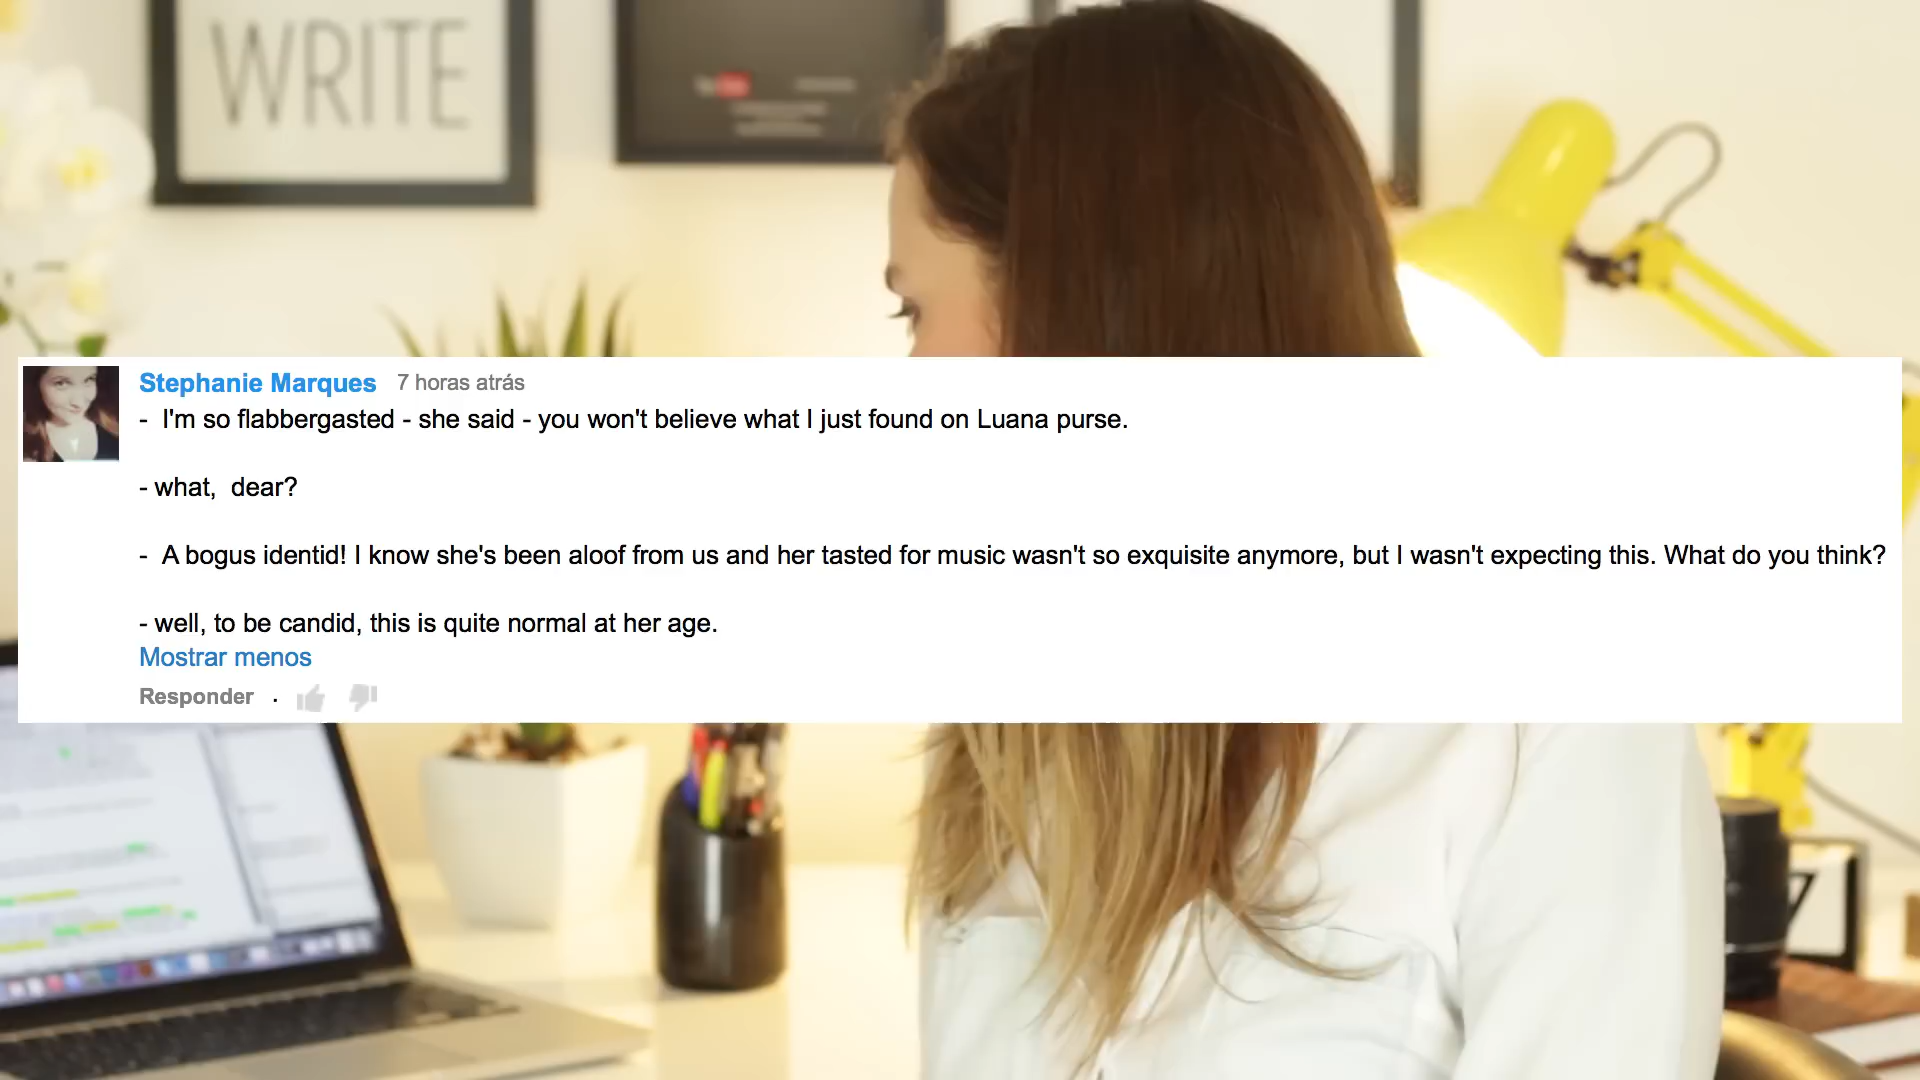 WRITE
Stephanie Marques 7 horas atrás
- I'm so flabbergasted - she said - you won't believe what I just found on Luana purse.
- what, dear?
- A bogus identid! I know she's been aloof from us and her tasted for music wasn't so exquisite anymore, but I wasn't expecting this. What do you think?
- well, to be candid, this is quite normal at her age.
Mostrar menos
Responder .